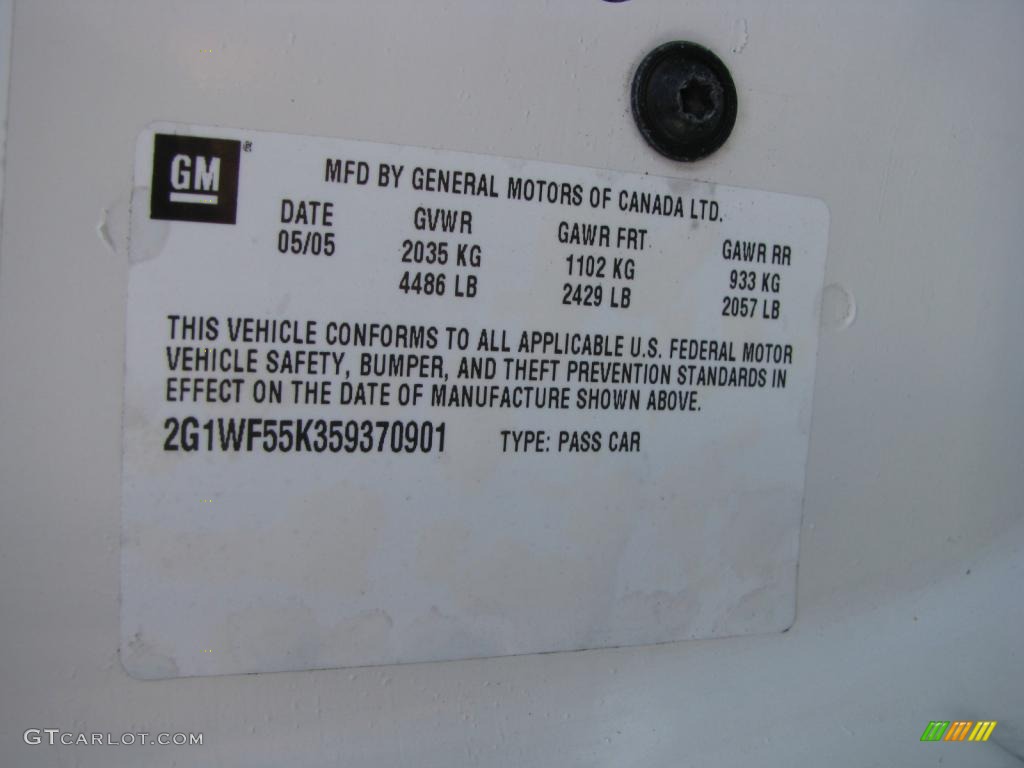 GM
MFD BY GENERAL MOTORS OF CANADA LTD.
DATE GVWR GAWR FRT GAWR RR
05/05 2035 KG 1102 KG 933 KG
4486 LB 2429 LB 2057 LB
THIS VEHICLE CONFORMS TO ALL APPLICABLE U.S. FEDERAL MOTOR
VEHICLE SAFETY, BUMPER, AND THEFT PREVENTION STANDARDS IN
EFFECT ON THE DATE OF MANUFACTURE SHOWN ABOVE.
2G1WF55K359370901 TYPE: PASS CAR
GTCARLOT.COM